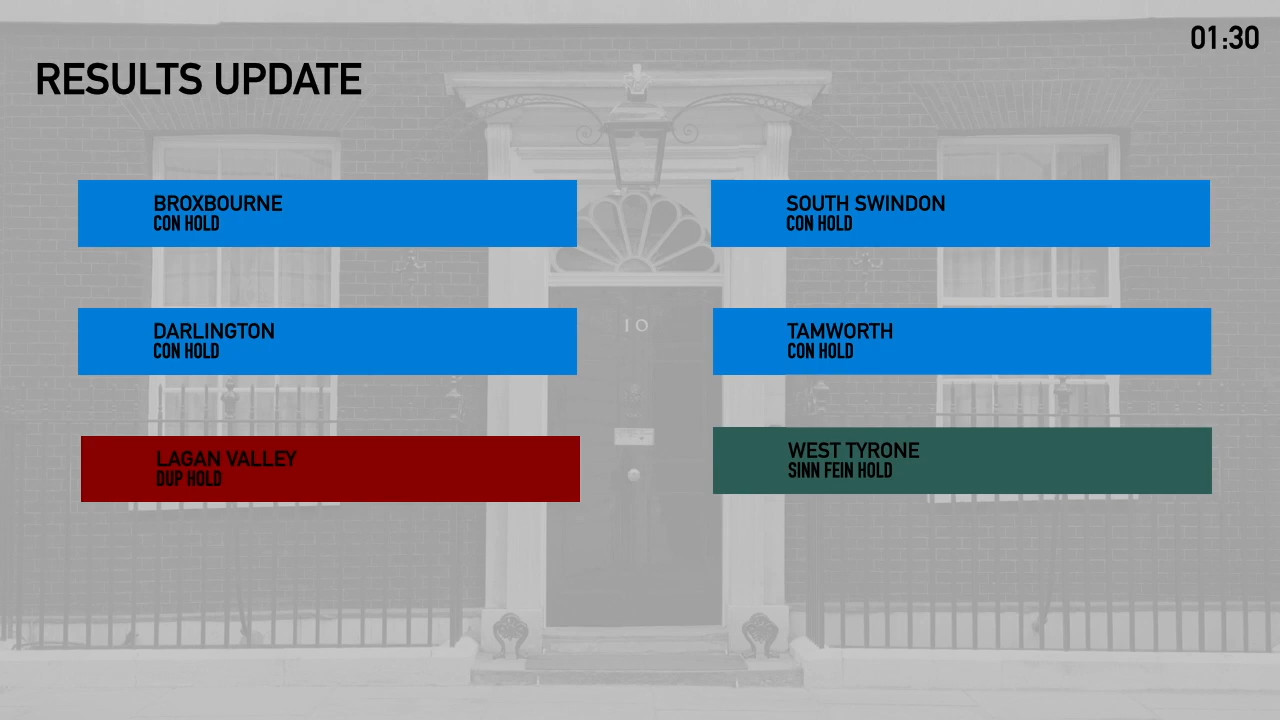 01:30
RESULTS UPDATE
BROXBOURNE
CON HOLD
SOUTH SWINDON
CON HOLD
DARLINGTON
CON HOLD
TAMWORTH
CON HOLD
10
LAGAN VALLEY
DUP HOLD
WEST TYRONE
SINN FEIN HOLD